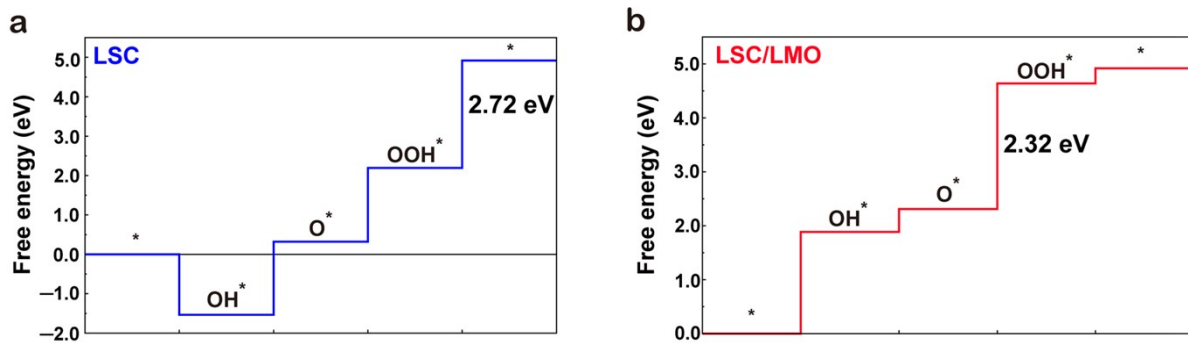 a
LSC
Free energy (eV)
5.0
4.0
3.0
2.0
1.0
0.0
−1.0
−2.0
*
OH*
O*
OOH*
*
2.72 eV
b
LSC/LMO
Free energy (eV)
5.0
4.0
3.0
2.0
1.0
0.0
*
OH*
O*
OOH*
*
2.32 eV